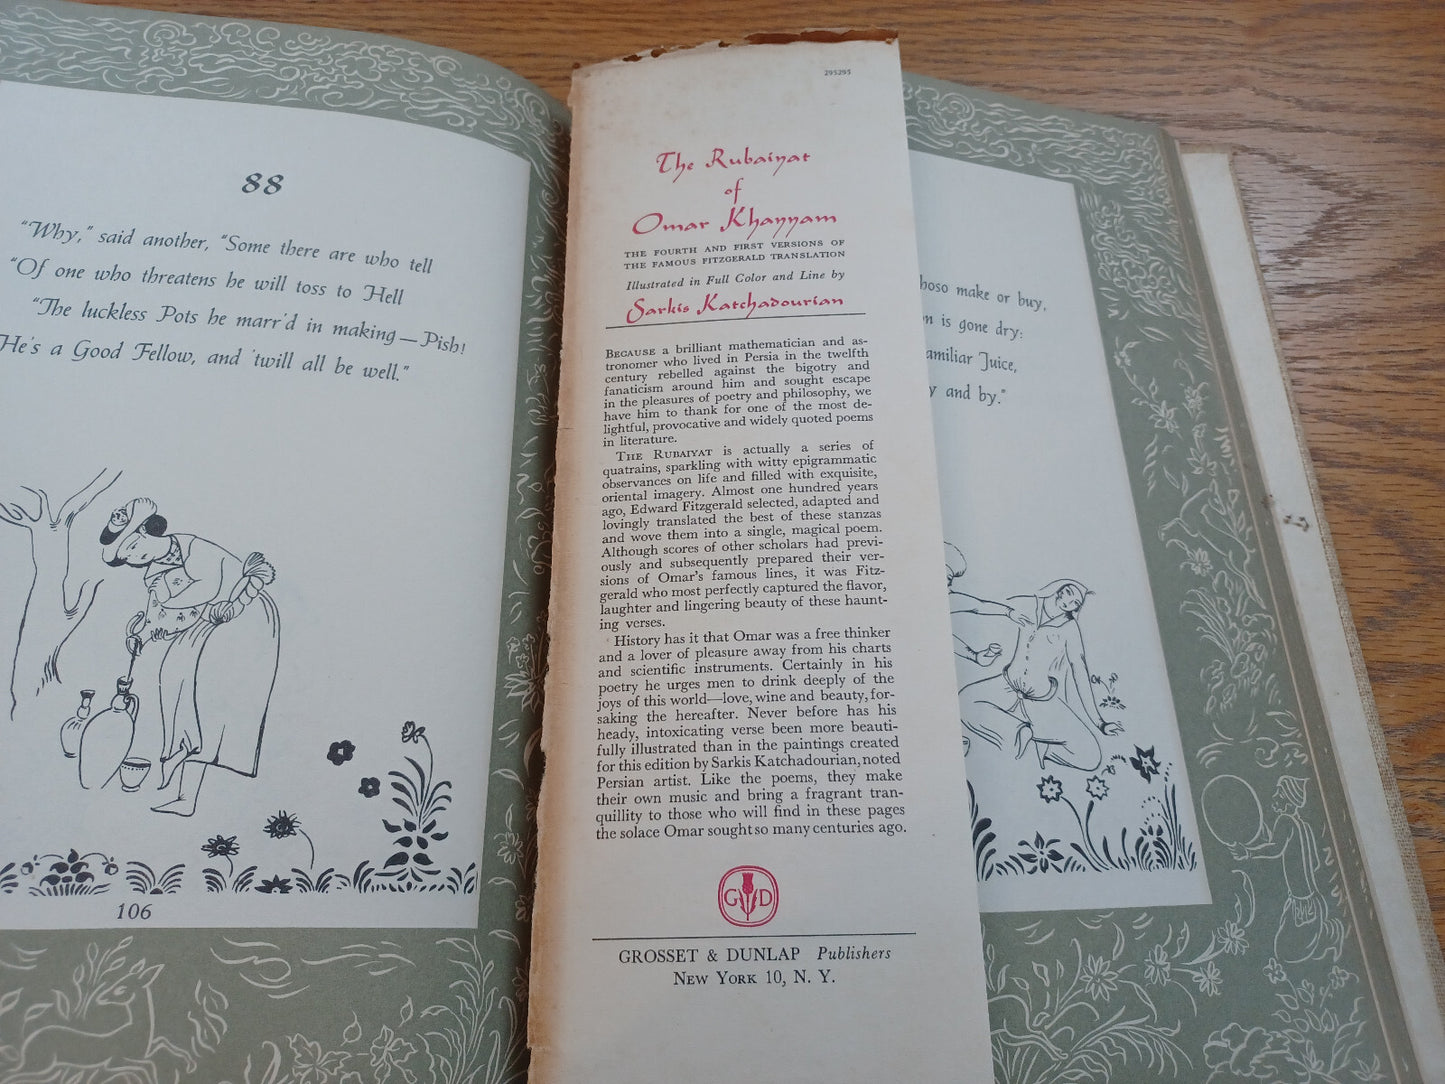 88
"Why," said another, "Some there are who tell
"Of one who threatens he will toss to Hell
"The luckless Pots he marr'd in making—Pish!
He's a Good Fellow, and 'twill all be well."
106
295295
The Rubaiyat
of
Omar Khayyam
THE FOURTH AND FIRST VERSIONS OF
THE FAMOUS FITZGERALD TRANSLATION
Illustrated in Full Color and Line by
Sarkis Katchadourian
BECAUSE a brilliant mathematician and as-
tronomer who lived in Persia in the twelfth
century rebelled against the bigotry and
fanaticism around him and sought escape
in the pleasures of poetry and philosophy, we
have him to thank for one of the most de-
lightful, provocative and widely quoted poems
in literature.
THE RUBAIYAT is actually a series of
quatrains, sparkling with witty epigrammatic
observances on life and filled with exquisite,
oriental imagery. Almost one hundred years
ago, Edward Fitzgerald selected, adapted and
lovingly translated the best of these stanzas
and wove them into a single, magical poem.
Although scores of other scholars had previ-
ously and subsequently prepared their ver-
sions of Omar's famous lines, it was Fitz-
gerald who most perfectly captured the flavor,
laughter and lingering beauty of these haunt-
ing verses.
History has it that Omar was a free thinker
and a lover of pleasure away from his charts
and scientific instruments. Certainly in his
poetry he urges men to drink deeply of the
joys of this world—love, wine and beauty, for-
saking the hereafter. Never before has his
heady, intoxicating verse been more beauti-
fully illustrated than in the paintings created
for this edition by Sarkis Katchadourian, noted
Persian artist. Like the poems, they make
their own music and bring a fragrant tran-
quillity to those who will find in these pages
the solace Omar sought so many centuries ago.
G D
GROSSET & DUNLAP Publishers
NEW YORK 10, N. Y.
hoso make or buy,
n is gone dry:
amiliar Juice,
y and by."